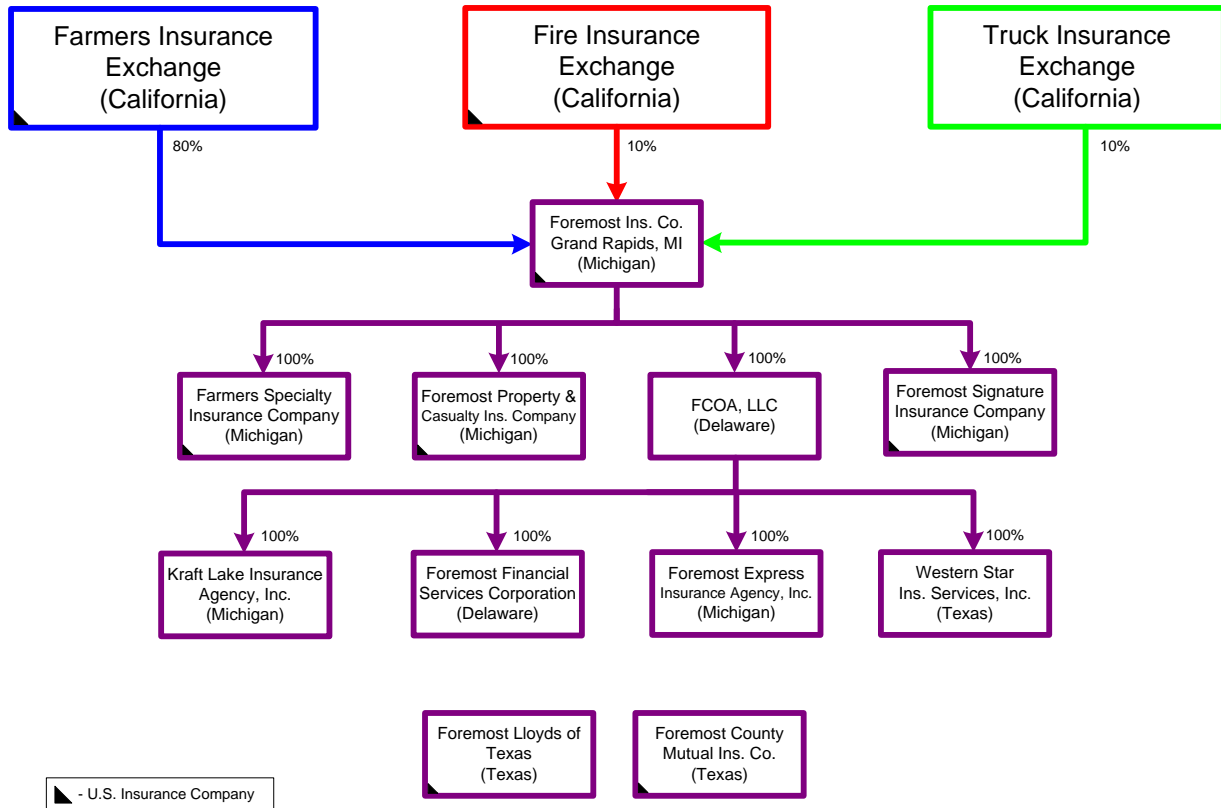 Farmers Insurance
Exchange
(California)
Fire Insurance
Exchange
(California)
Truck Insurance
Exchange
(California)
80%
10%
10%
Foremost Ins. Co.
Grand Rapids, MI
(Michigan)
100%
100%
100%
100%
Farmers Specialty
Insurance Company
(Michigan)
Foremost Property &
Casualty Ins. Company
(Michigan)
FCOA, LLC
(Delaware)
Foremost Signature
Insurance Company
(Michigan)
100%
100%
100%
100%
Kraft Lake Insurance
Agency, Inc.
(Michigan)
Foremost Financial
Services Corporation
(Delaware)
Foremost Express
Insurance Agency, Inc.
(Michigan)
Western Star
Ins. Services, Inc.
(Texas)
Foremost Lloyds of
Texas
(Texas)
Foremost County
Mutual Ins. Co.
(Texas)
- U.S. Insurance Company